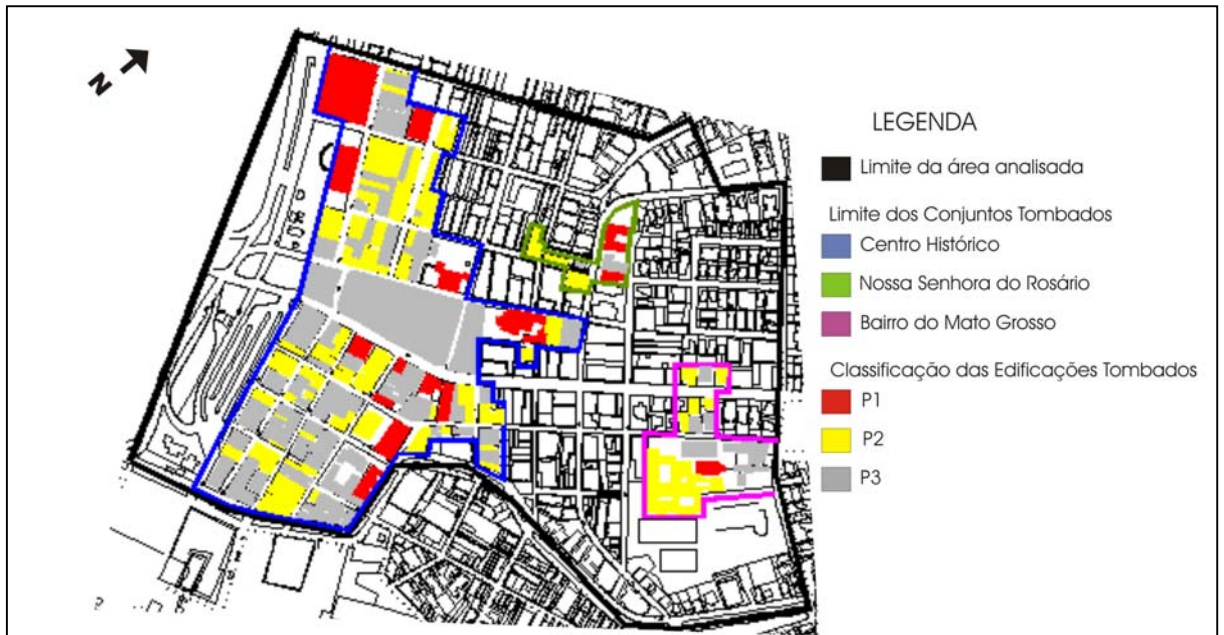 N
LEGENDA
Limite da área analisada
Limite dos Conjuntos Tombados
Centro Histórico
Nossa Senhora do Rosário
Bairro do Mato Grosso
Classificação das Edificações Tombados
P1
P2
P3